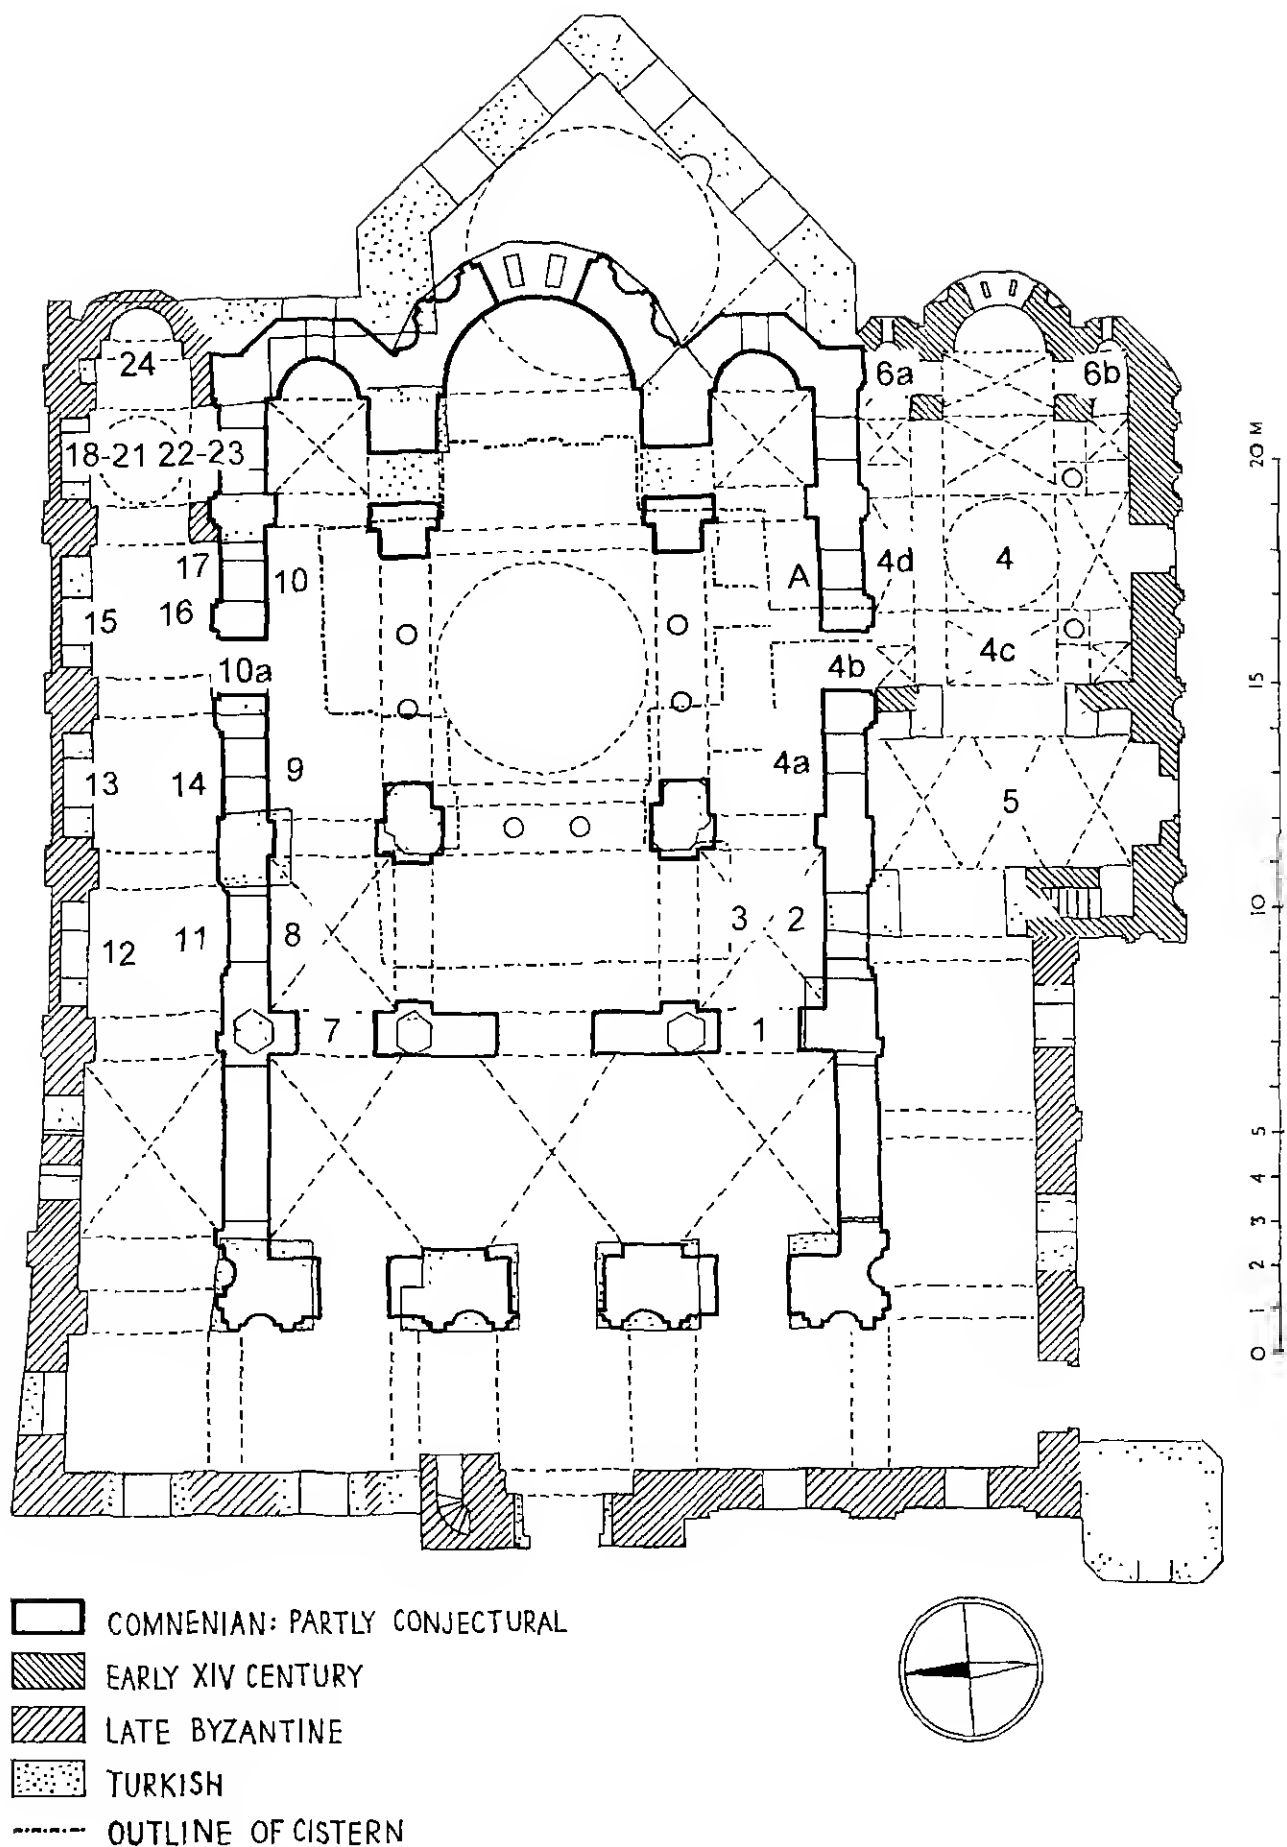 24
6a
6b
18-21 22-23
20 M
17
10
A
4d
4
15
16
10a
4b
4c
15
13
14
9
4a
5
12
11
8
3
2
10
7
1
5
4
3
2
1
0
COMNENIAN: PARTLY CONJECTURAL
EARLY XIV CENTURY
LATE BYZANTINE
TURKISH
OUTLINE OF CISTERN